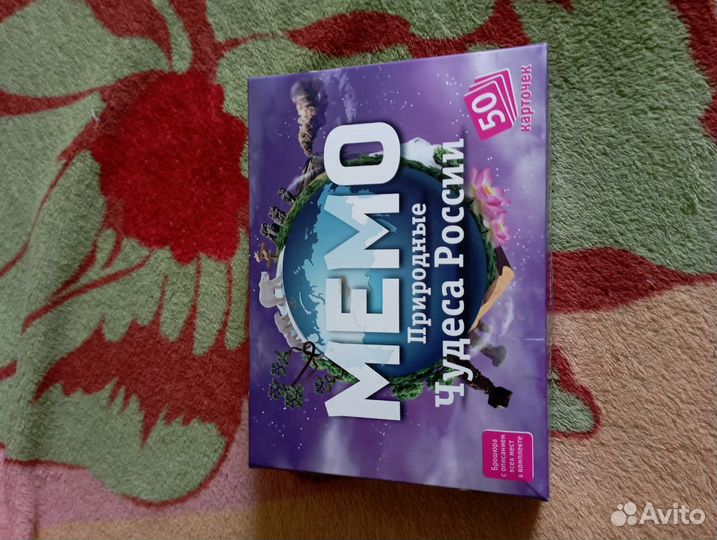 МЕМО
Природные
Чудеса России
50
карточек
Брошюра
с описанием
всех мест
в комплекте
Avito